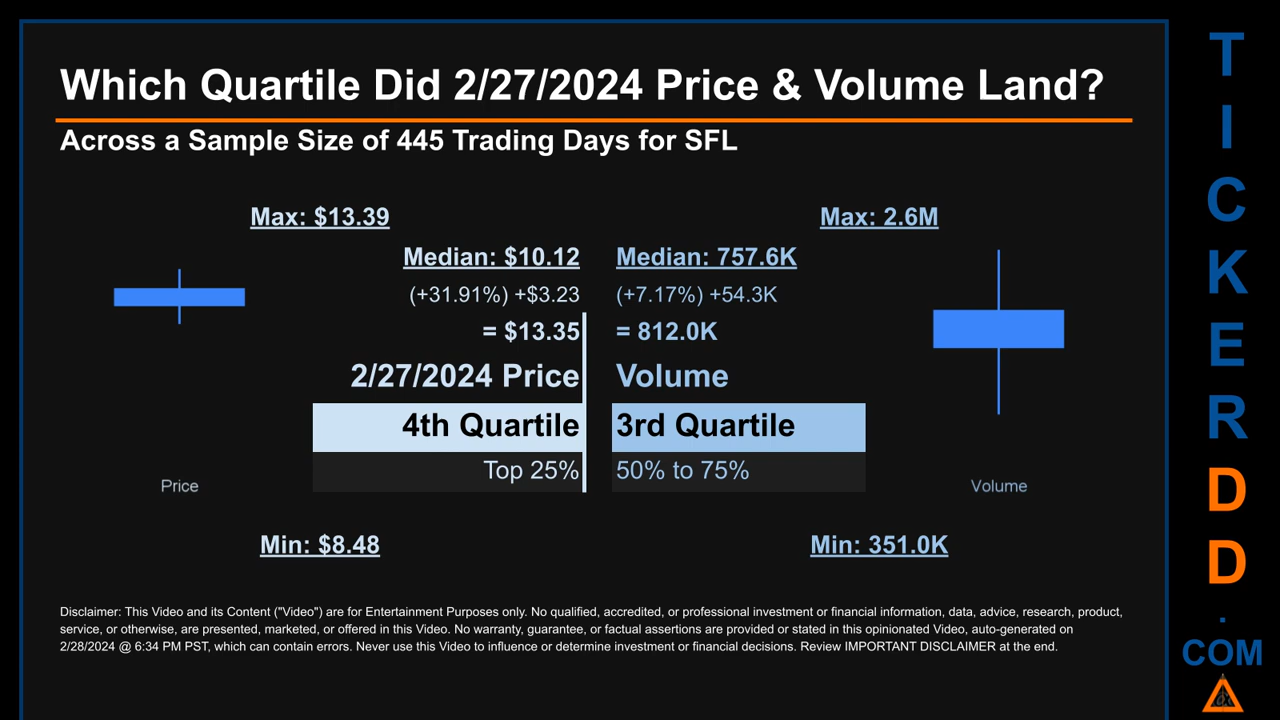 Which Quartile Did 2/27/2024 Price & Volume Land?
Across a Sample Size of 445 Trading Days for SFL
Max: $13.39
Median: $10.12
(+31.91%) +$3.23
= $13.35
2/27/2024 Price
4th Quartile
Top 25%
Price
Min: $8.48
Max: 2.6M
Median: 757.6K
(+7.17%) +54.3K
= 812.0K
Volume
3rd Quartile
50% to 75%
Volume
Min: 351.0K
Disclaimer: This Video and its Content ("Video") are for Entertainment Purposes only. No qualified, accredited, or professional investment or financial information, data, advice, research, product,
service, or otherwise, are presented, marketed, or offered in this Video. No warranty, guarantee, or factual assertions are provided or stated in this opinionated Video, auto-generated on
2/28/2024 @ 6:34 PM PST, which can contain errors. Never use this Video to influence or determine investment or financial decisions. Review IMPORTANT DISCLAIMER at the end.
T
I
C
K
E
R
D
D
.
COM